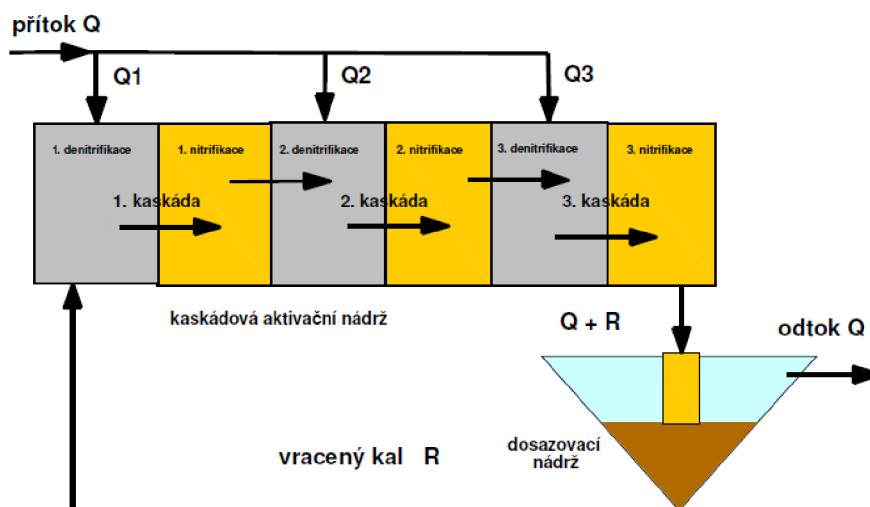 přítok Q
Q1
Q2
Q3
1. denitrifikace
1. nitrifikace
2. denitrifikace
2. nitrifikace
3. denitrifikace
3. nitrifikace
1. kaskáda
2. kaskáda
3. kaskáda
kaskádová aktivační nádrž
Q + R
odtok Q
vracený kal R
dosazovací
nádrž